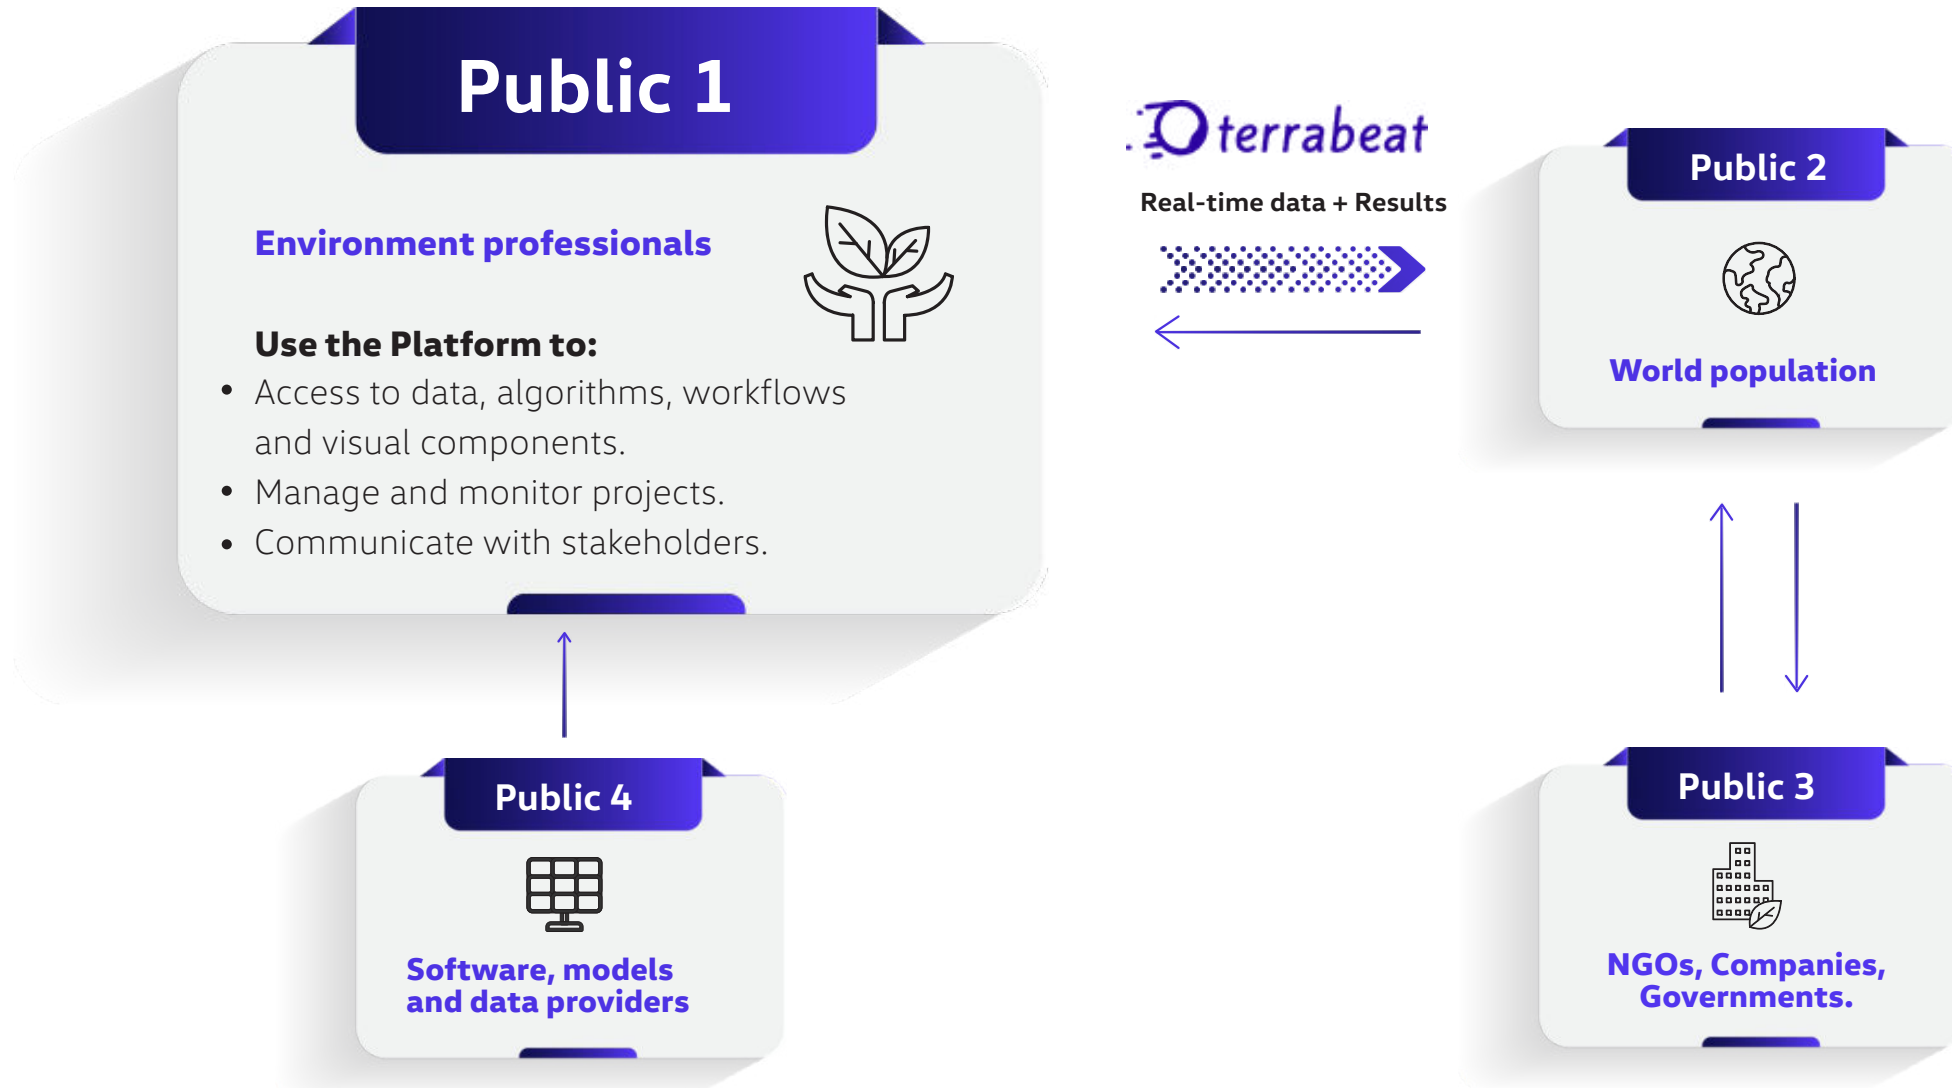 Public 1
Environment professionals
Use the Platform to:
• Access to data, algorithms, workflows
and visual components.
• Manage and monitor projects.
• Communicate with stakeholders.
terrabeat
Real-time data + Results
Public 2
World population
Public 4
Software, models
and data providers
Public 3
NGOs, Companies,
Governments.